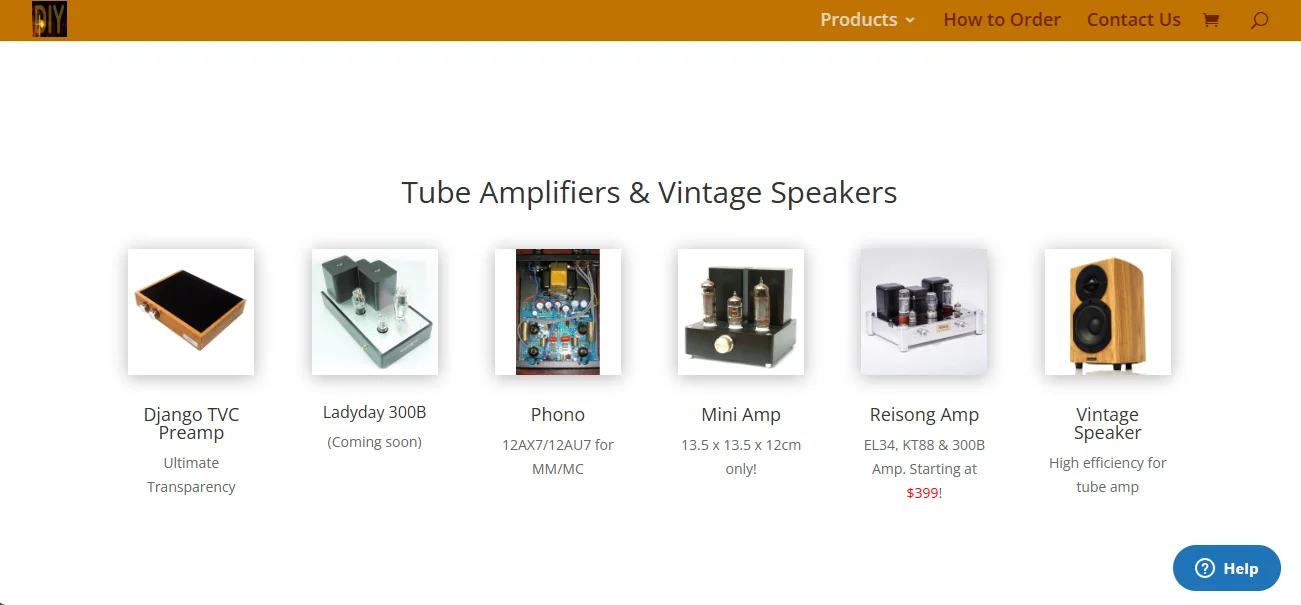 DIY
Products
How to Order
Contact Us
Tube Amplifiers & Vintage Speakers
Django TVC
Preamp
Ultimate
Transparency
Ladyday 300B
(Coming soon)
Phono
12AX7/12AU7 for
MM/MC
Mini Amp
13.5 x 13.5 x 12cm
only!
Reisong Amp
EL34, KT88 & 300B
Amp. Starting at
$399!
Vintage
Speaker
High efficiency for
tube amp
Help